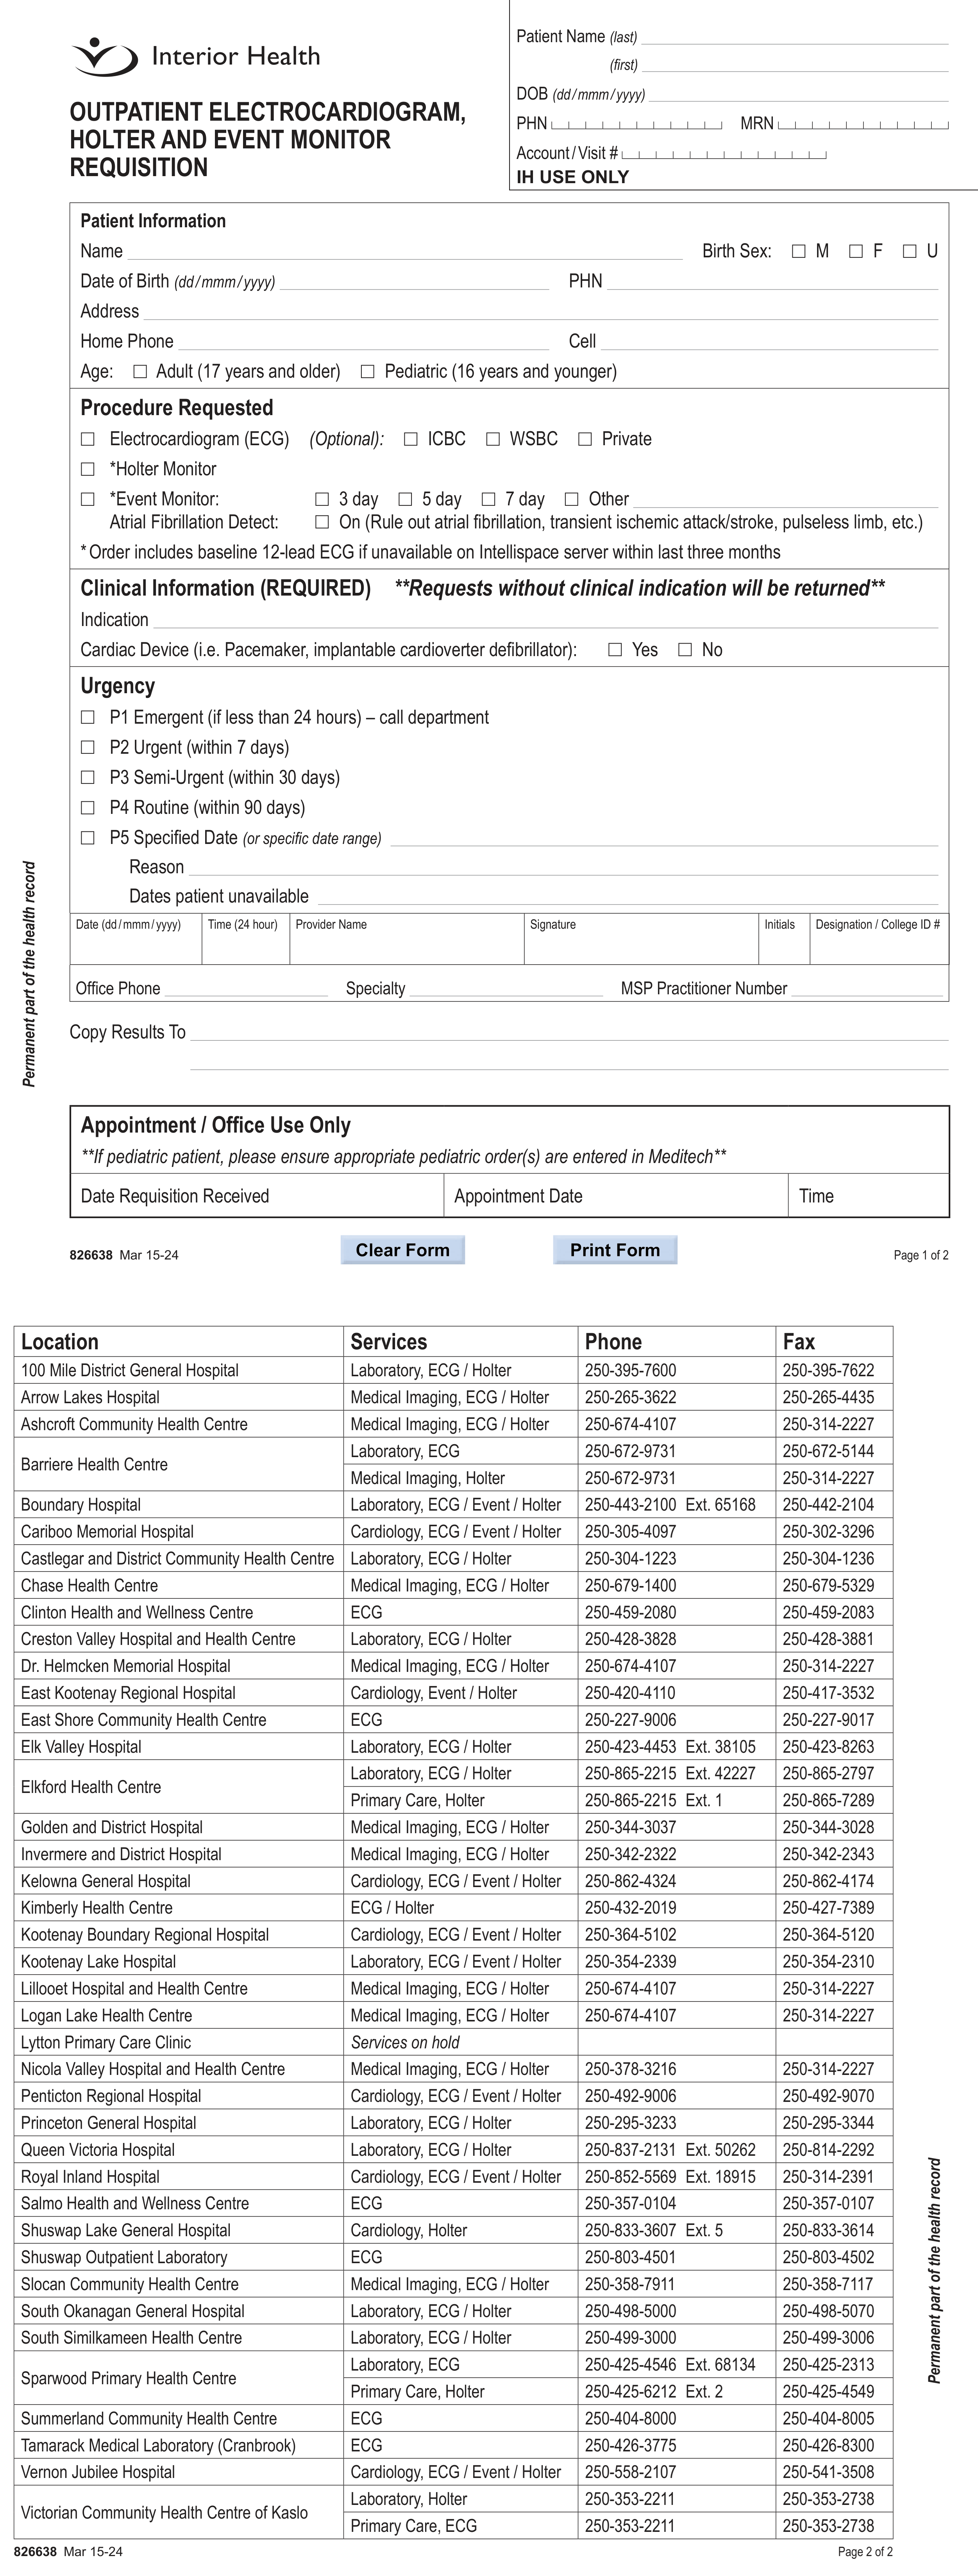 Interior Health
OUTPATIENT ELECTROCARDIOGRAM,
HOLTER AND EVENT MONITOR
REQUISITION
Patient Name (last)
(first)
DOB (dd/mmm/yyyy)
PHN MRN
Account/Visit #
IH USE ONLY
Patient Information
Name Birth Sex: ☐ M ☐ F ☐ U
Date of Birth (dd/mmm/yyyy) PHN
Address
Home Phone Cell
Age: ☐ Adult (17 years and older) ☐ Pediatric (16 years and younger)
Procedure Requested
☐ Electrocardiogram (ECG) (Optional): ☐ ICBC ☐ WSBC ☐ Private
☐ *Holter Monitor
☐ *Event Monitor: ☐ 3 day ☐ 5 day ☐ 7 day ☐ Other
Atrial Fibrillation Detect: ☐ On (Rule out atrial fibrillation, transient ischemic attack/stroke, pulseless limb, etc.)
* Order includes baseline 12-lead ECG if unavailable on Intellispace server within last three months
Clinical Information (REQUIRED) **Requests without clinical indication will be returned**
Indication
Cardiac Device (i.e. Pacemaker, implantable cardioverter defibrillator): ☐ Yes ☐ No
Urgency
☐ P1 Emergent (if less than 24 hours) – call department
☐ P2 Urgent (within 7 days)
☐ P3 Semi-Urgent (within 30 days)
☐ P4 Routine (within 90 days)
☐ P5 Specified Date (or specific date range)
Reason
Dates patient unavailable
Date (dd/mmm/yyyy) Time (24 hour) Provider Name Signature Initials Designation / College ID #
Office Phone Specialty MSP Practitioner Number
Copy Results To
Permanent part of the health record
Appointment / Office Use Only
**If pediatric patient, please ensure appropriate pediatric order(s) are entered in Meditech**
Date Requisition Received Appointment Date Time
826638 Mar 15-24 Clear Form Print Form Page 1 of 2
Location Services Phone Fax
100 Mile District General Hospital Laboratory, ECG / Holter 250-395-7600 250-395-7622
Arrow Lakes Hospital Medical Imaging, ECG / Holter 250-265-3622 250-265-4435
Ashcroft Community Health Centre Medical Imaging, ECG / Holter 250-674-4107 250-314-2227
Barriere Health Centre Laboratory, ECG 250-672-9731 250-672-5144
Medical Imaging, Holter 250-672-9731 250-314-2227
Boundary Hospital Laboratory, ECG / Event / Holter 250-443-2100 Ext. 65168 250-442-2104
Cariboo Memorial Hospital Cardiology, ECG / Event / Holter 250-305-4097 250-302-3296
Castlegar and District Community Health Centre Laboratory, ECG / Holter 250-304-1223 250-304-1236
Chase Health Centre Medical Imaging, ECG / Holter 250-679-1400 250-679-5329
Clinton Health and Wellness Centre ECG 250-459-2080 250-459-2083
Creston Valley Hospital and Health Centre Laboratory, ECG / Holter 250-428-3828 250-428-3881
Dr. Helmcken Memorial Hospital Medical Imaging, ECG / Holter 250-674-4107 250-314-2227
East Kootenay Regional Hospital Cardiology, Event / Holter 250-420-4110 250-417-3532
East Shore Community Health Centre ECG 250-227-9006 250-227-9017
Elk Valley Hospital Laboratory, ECG / Holter 250-423-4453 Ext. 38105 250-423-8263
Elkford Health Centre Laboratory, ECG / Holter 250-865-2215 Ext. 42227 250-865-2797
Primary Care, Holter 250-865-2215 Ext. 1 250-865-7289
Golden and District Hospital Medical Imaging, ECG / Holter 250-344-3037 250-344-3028
Invermere and District Hospital Medical Imaging, ECG / Holter 250-342-2322 250-342-2343
Kelowna General Hospital Cardiology, ECG / Event / Holter 250-862-4324 250-862-4174
Kimberly Health Centre ECG / Holter 250-432-2019 250-427-7389
Kootenay Boundary Regional Hospital Cardiology, ECG / Event / Holter 250-364-5102 250-364-5120
Kootenay Lake Hospital Laboratory, ECG / Event / Holter 250-354-2339 250-354-2310
Lillooet Hospital and Health Centre Medical Imaging, ECG / Holter 250-674-4107 250-314-2227
Logan Lake Health Centre Medical Imaging, ECG / Holter 250-674-4107 250-314-2227
Lytton Primary Care Clinic Services on hold
Nicola Valley Hospital and Health Centre Medical Imaging, ECG / Holter 250-378-3216 250-314-2227
Penticton Regional Hospital Cardiology, ECG / Event / Holter 250-492-9006 250-492-9070
Princeton General Hospital Laboratory, ECG / Holter 250-295-3233 250-295-3344
Queen Victoria Hospital Laboratory, ECG / Holter 250-837-2131 Ext. 50262 250-814-2292
Royal Inland Hospital Cardiology, ECG / Event / Holter 250-852-5569 Ext. 18915 250-314-2391
Salmo Health and Wellness Centre ECG 250-357-0104 250-357-0107
Shuswap Lake General Hospital Cardiology, Holter 250-833-3607 Ext. 5 250-833-3614
Shuswap Outpatient Laboratory ECG 250-803-4501 250-803-4502
Slocan Community Health Centre Medical Imaging, ECG / Holter 250-358-7911 250-358-7117
South Okanagan General Hospital Laboratory, ECG / Holter 250-498-5000 250-498-5070
South Similkameen Health Centre Laboratory, ECG / Holter 250-499-3000 250-499-3006
Sparwood Primary Health Centre Laboratory, ECG 250-425-4546 Ext. 68134 250-425-2313
Primary Care, Holter 250-425-6212 Ext. 2 250-425-4549
Summerland Community Health Centre ECG 250-404-8000 250-404-8005
Tamarack Medical Laboratory (Cranbrook) ECG 250-426-3775 250-426-8300
Vernon Jubilee Hospital Cardiology, ECG / Event / Holter 250-558-2107 250-541-3508
Victorian Community Health Centre of Kaslo Laboratory, Holter 250-353-2211 250-353-2738
Primary Care, ECG 250-353-2211 250-353-2738
Permanent part of the health record
826638 Mar 15-24 Page 2 of 2